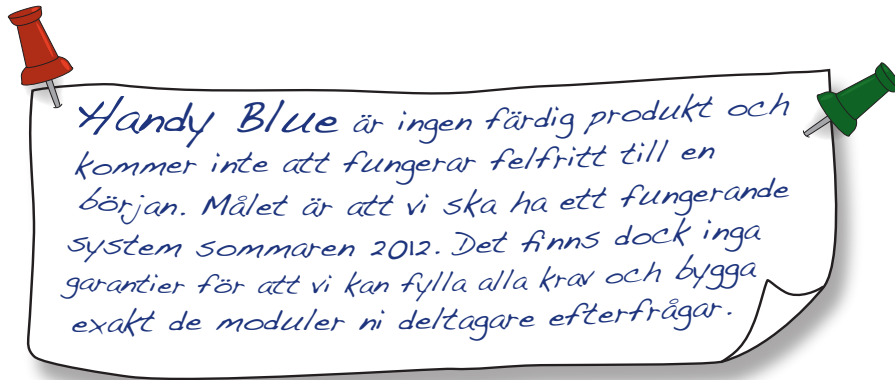 Handy Blue är ingen färdig produkt och
kommer inte att fungerar felfritt till en
början. Målet är att vi ska ha ett fungerande
system sommaren 2012. Det finns dock inga
garantier för att vi kan fylla alla krav och bygga
exakt de moduler ni deltagare efterfrågar.